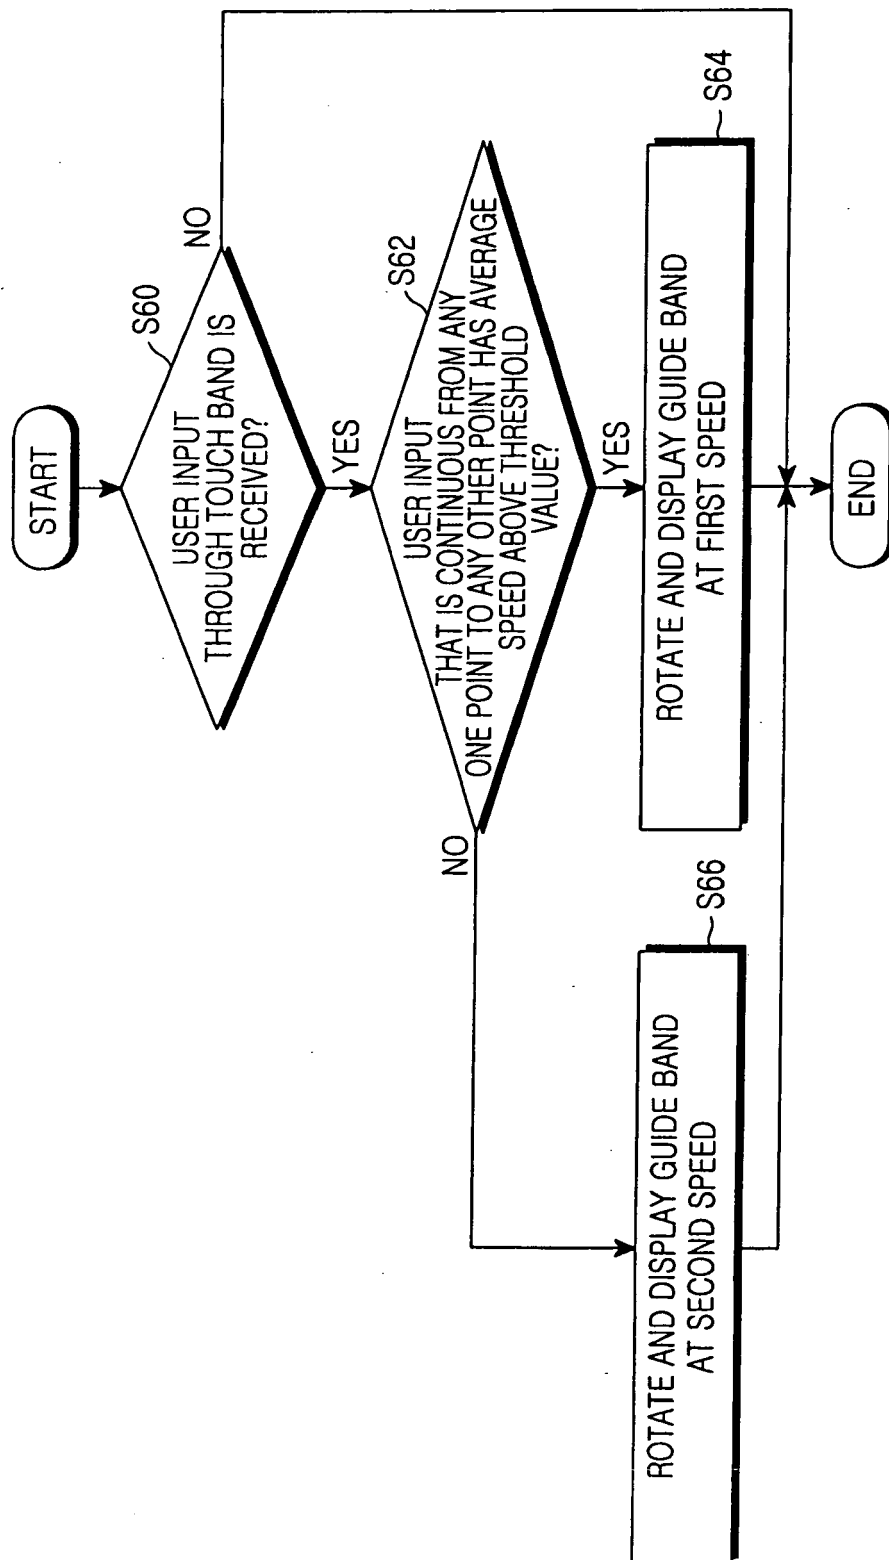 START
S60
USER INPUT
THROUGH TOUCH BAND IS
RECEIVED?
NO
YES
S62
USER INPUT
THAT IS CONTINUOUS FROM ANY
ONE POINT TO ANY OTHER POINT HAS AVERAGE
SPEED ABOVE THRESHOLD
VALUE?
NO
YES
S66
ROTATE AND DISPLAY GUIDE BAND
AT SECOND SPEED
S64
ROTATE AND DISPLAY GUIDE BAND
AT FIRST SPEED
END